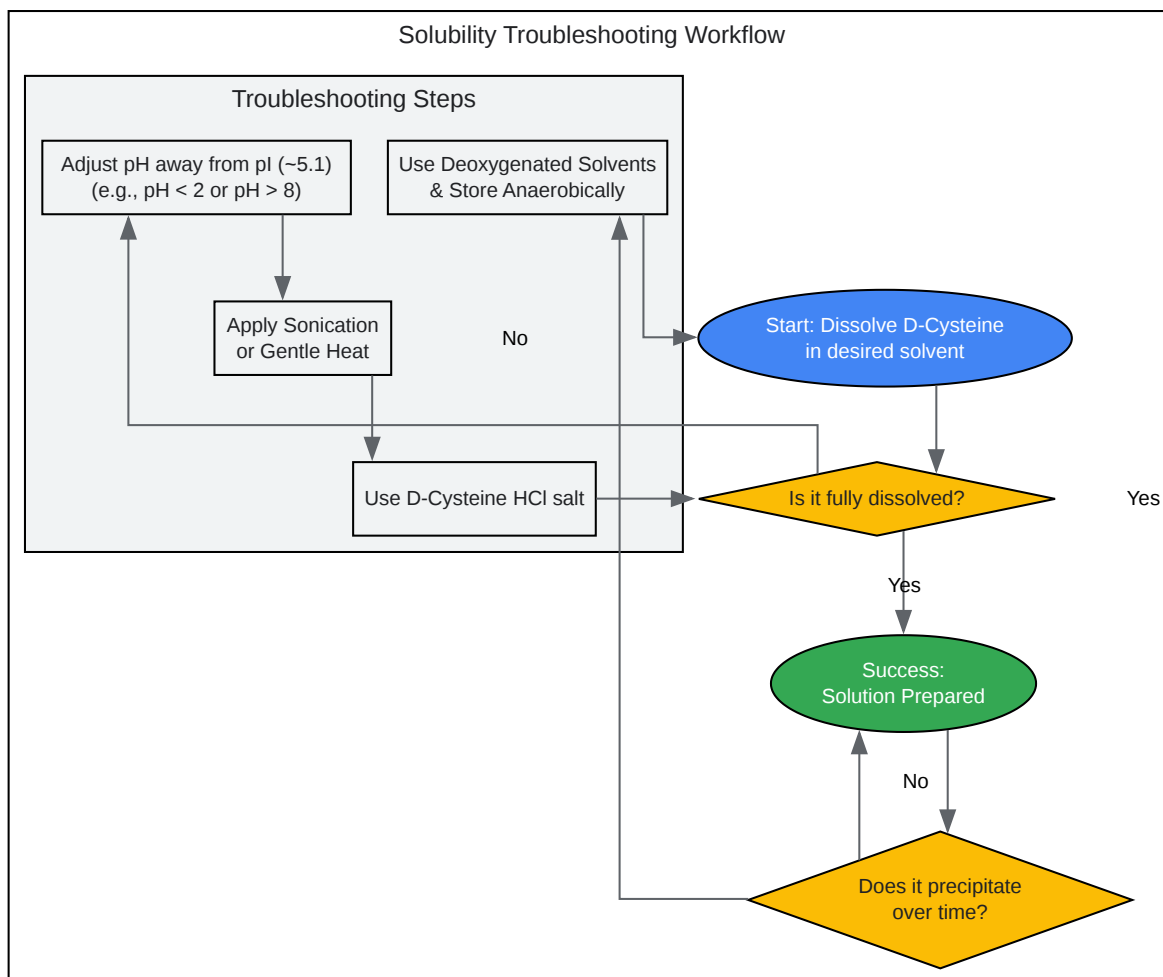 Solubility Troubleshooting Workflow
Troubleshooting Steps
Adjust pH away from pI (~5.1)
(e.g., pH < 2 or pH > 8)
Use Deoxygenated Solvents
& Store Anaerobically
Apply Sonication
or Gentle Heat
No
Start: Dissolve D-Cysteine
in desired solvent
Use D-Cysteine HCl salt
Is it fully dissolved?
Yes
Yes
Success:
Solution Prepared
No
Does it precipitate
over time?